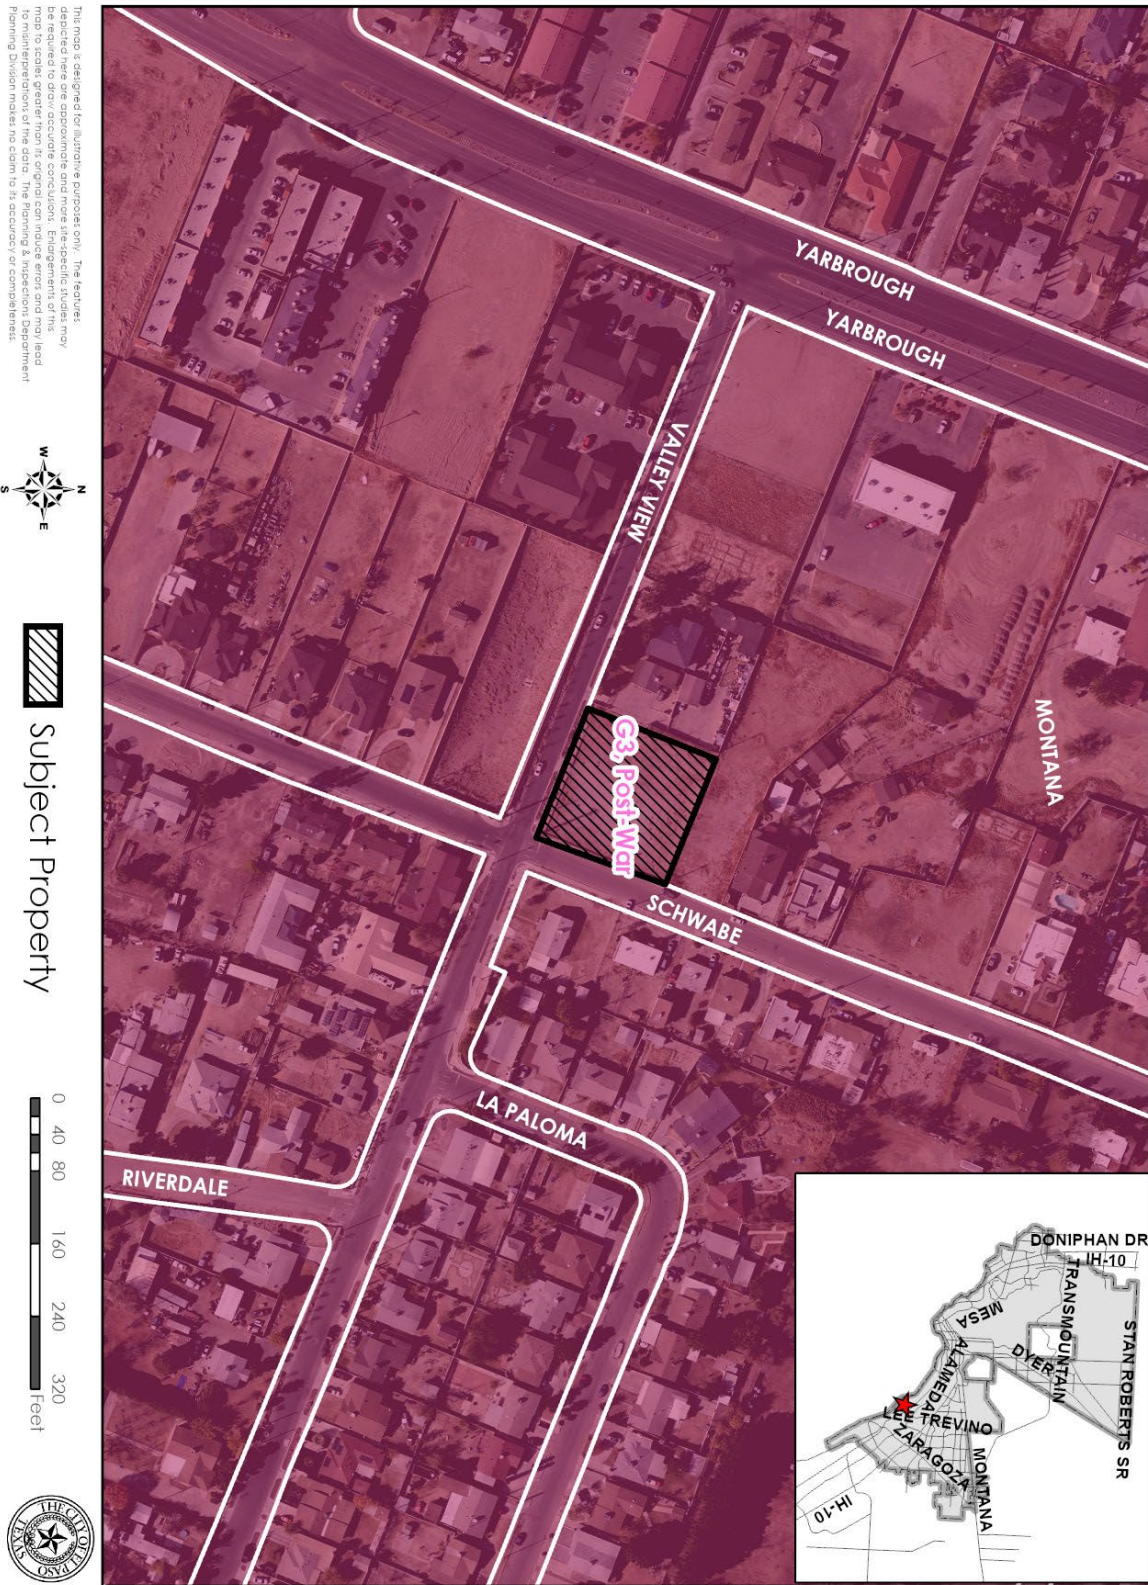 YARBROUGH
YARBROUGH
VALLEY VIEW
MONTANA
G3, Post-War
SCHWABE
LA PALOMA
RIVERDALE
DONIPHAN DR
IH-10
TRANSMOUNTAIN
STAN ROBERTS SR
MESA
DYER
ALAMEDA
LEE TREVINO
ZARAGOZA
MONTANA
IH-10
This map is designed for illustrative purposes only. The features
depicted here are approximate and more site-specific studies may
be required to draw accurate conclusions. Enlargements of this
map to scales greater than its original can induce errors and may lead
to misinterpretations of the data. The Planning & Inspections Department
Planning Division makes no claim to its accuracy or completeness.
N
W
E
S
Subject Property
0 40 80 160 240 320
Feet
THE CITY OF EL PASO
TEXAS